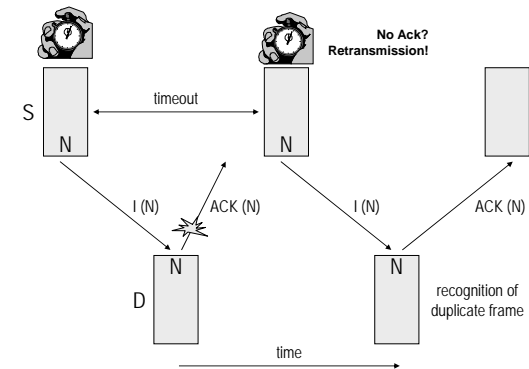 No Ack?
Retransmission!
S
timeout
N
N
I (N)
ACK (N)
I (N)
ACK (N)
N
N
D
recognition of
duplicate frame
time